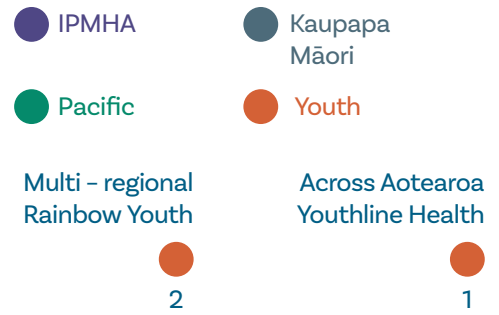 IPMHA
Kaupapa
Māori
Pacific
Youth
Multi – regional
Rainbow Youth
2
Across Aotearoa
Youthline Health
1